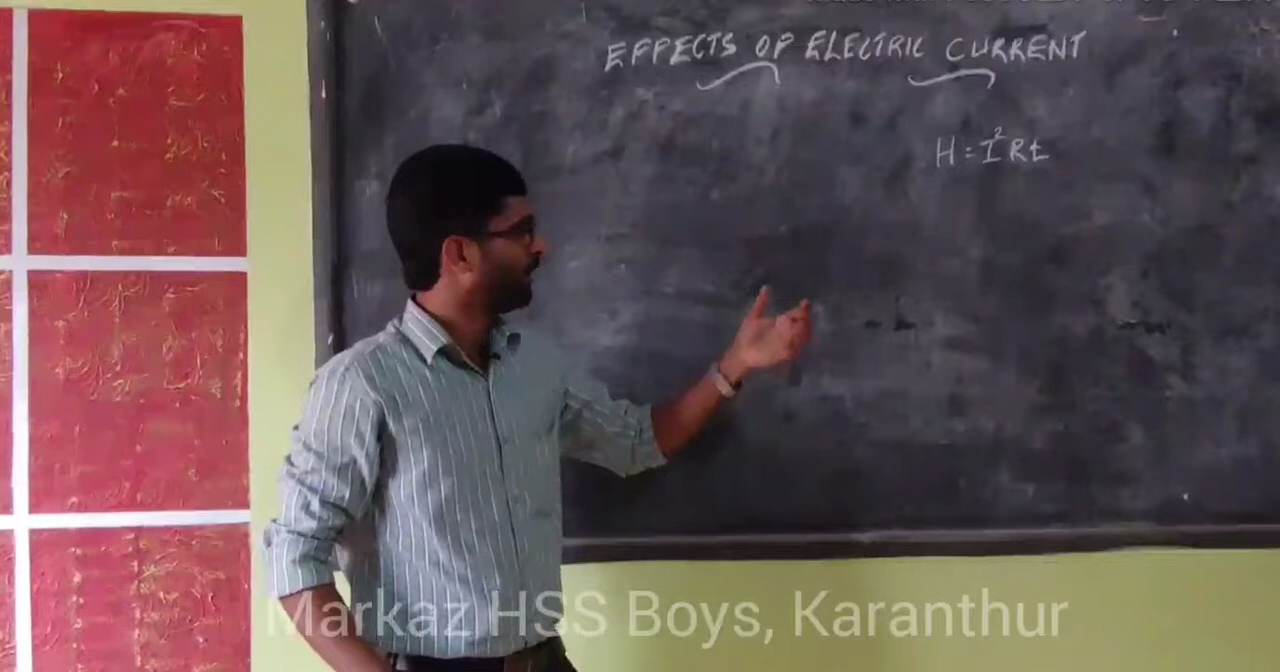 EFFECTS OF ELECTRIC CURRENT
H = I²Rt
Markaz HSS Boys, Karanthur